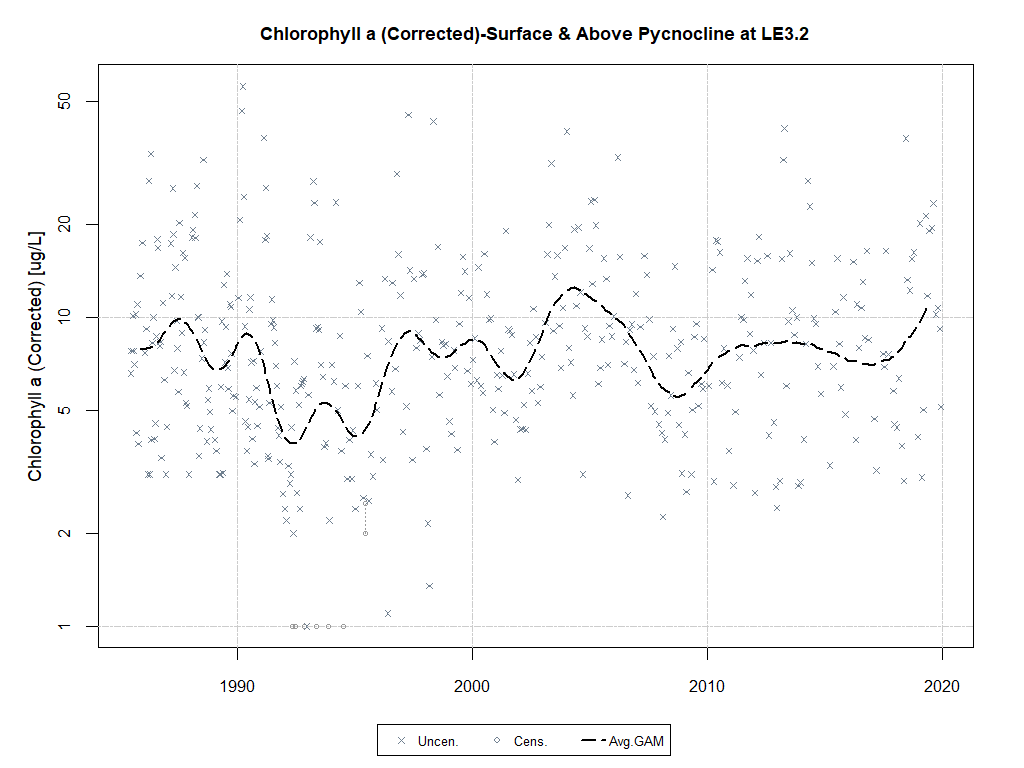 Chlorophyll a (Corrected)-Surface & Above Pycnocline at LE3.2
Chlorophyll a (Corrected) [ug/L]
50
20
10
5
2
1
1990 2000 2010 2020
Uncen. Cens. Avg.GAM